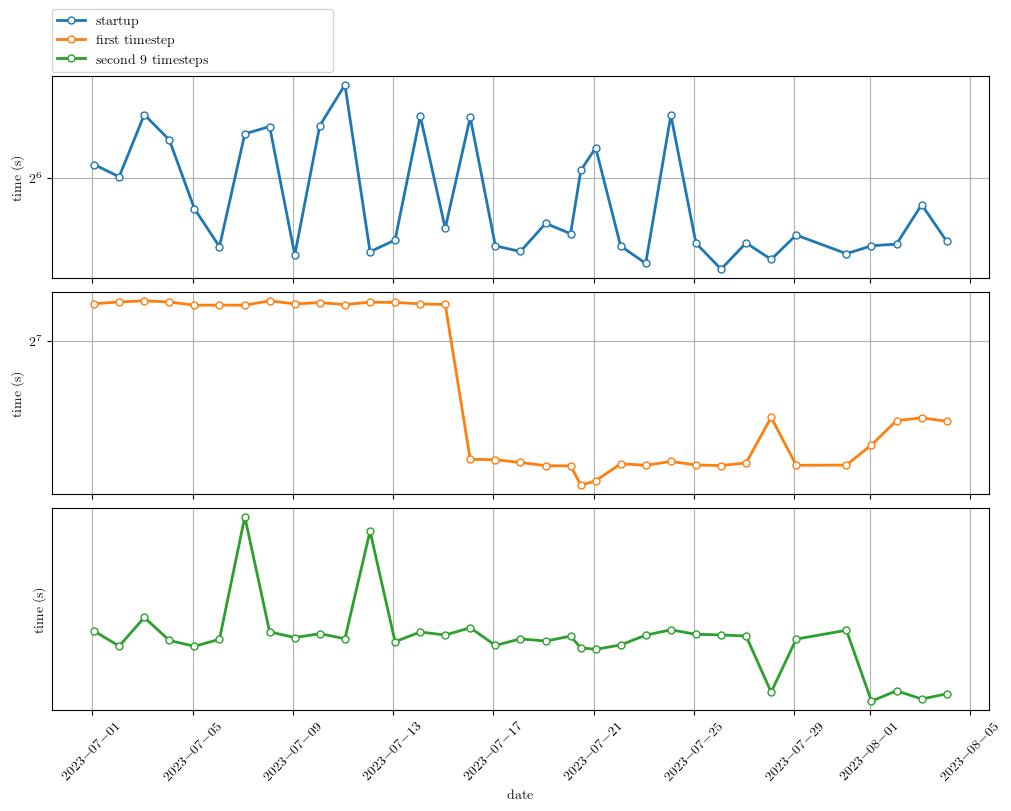 startup
first timestep
second 9 timesteps
time (s)
2⁶
time (s)
2⁷
time (s)
2023−07−01
2023−07−05
2023−07−09
2023−07−13
2023−07−17
2023−07−21
2023−07−25
2023−07−29
2023−08−01
2023−08−05
date